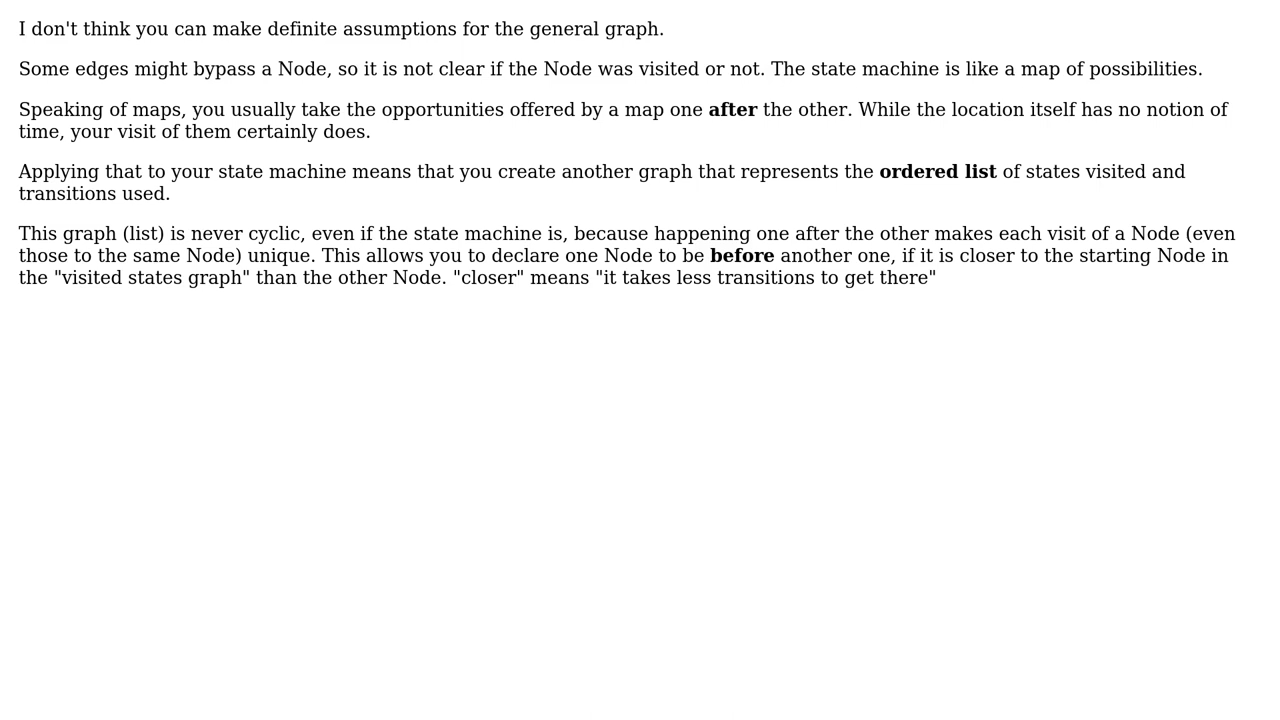 I don't think you can make definite assumptions for the general graph.
Some edges might bypass a Node, so it is not clear if the Node was visited or not. The state machine is like a map of possibilities.
Speaking of maps, you usually take the opportunities offered by a map one after the other. While the location itself has no notion of
time, your visit of them certainly does.
Applying that to your state machine means that you create another graph that represents the ordered list of states visited and
transitions used.
This graph (list) is never cyclic, even if the state machine is, because happening one after the other makes each visit of a Node (even
those to the same Node) unique. This allows you to declare one Node to be before another one, if it is closer to the starting Node in
the "visited states graph" than the other Node. "closer" means "it takes less transitions to get there"